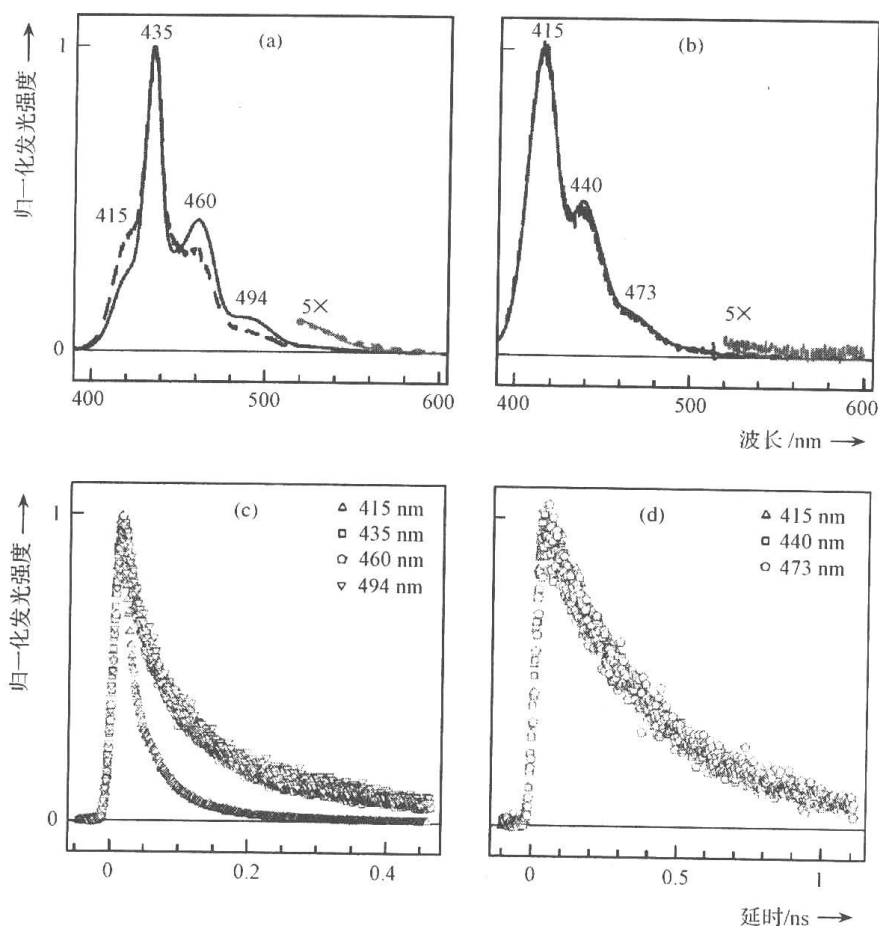 归一化发光强度 →
(a)
435
415
460
494
5×
1
0
400
500
600
(b)
415
440
473
5×
400
500
600
波长 /nm →
归一化发光强度 →
(c)
△ 415 nm
□ 435 nm
○ 460 nm
▽ 494 nm
1
0
0
0.2
0.4
(d)
△ 415 nm
□ 440 nm
○ 473 nm
0
0.5
1
延时/ns →